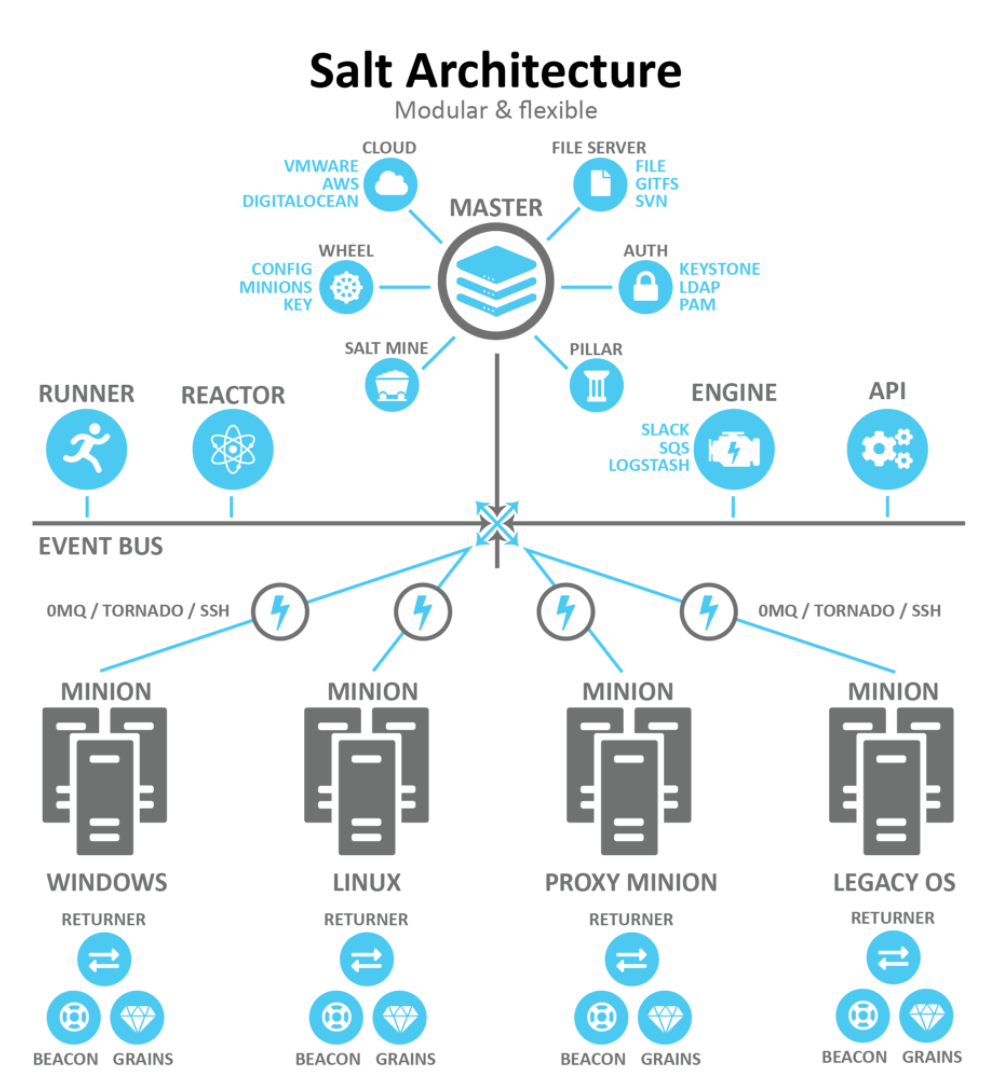 Salt Architecture
Modular & flexible
CLOUD
VMWARE
AWS
DIGITALOCEAN
FILE SERVER
FILE
GITFS
SVN
MASTER
WHEEL
CONFIG
MINIONS
KEY
AUTH
KEYSTONE
LDAP
PAM
SALT MINE
PILLAR
RUNNER
REACTOR
ENGINE
SLACK
SQS
LOGSTASH
API
EVENT BUS
0MQ / TORNADO / SSH
0MQ / TORNADO / SSH
MINION
MINION
MINION
MINION
WINDOWS
LINUX
PROXY MINION
LEGACY OS
RETURNER
RETURNER
RETURNER
RETURNER
BEACON GRAINS
BEACON GRAINS
BEACON GRAINS
BEACON GRAINS